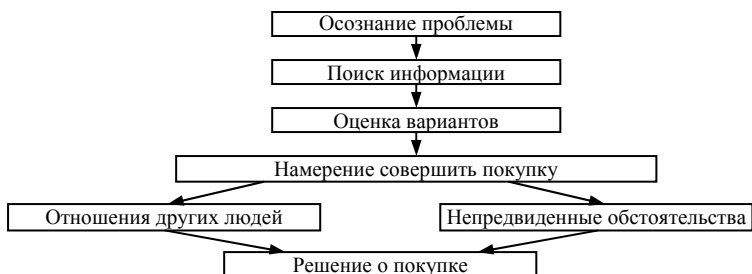 Осознание проблемы
Поиск информации
Оценка вариантов
Намерение совершить покупку
Отношения других людей
Непредвиденные обстоятельства
Решение о покупке